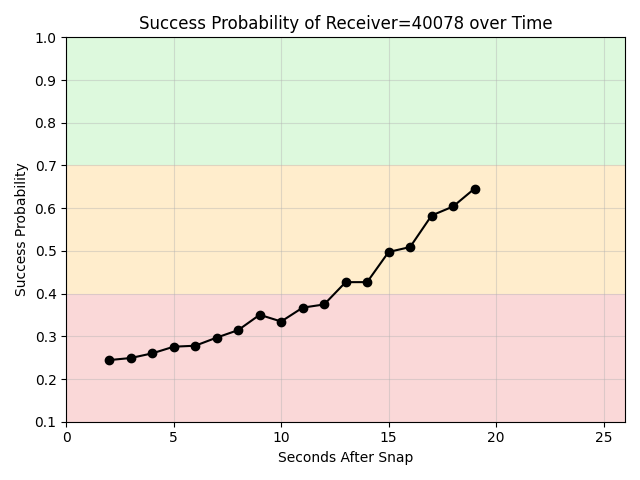 Success Probability of Receiver=40078 over Time
1.0
0.9
0.8
0.7
0.6
0.5
0.4
0.3
0.2
0.1
Success Probability
0 5 10 15 20 25
Seconds After Snap